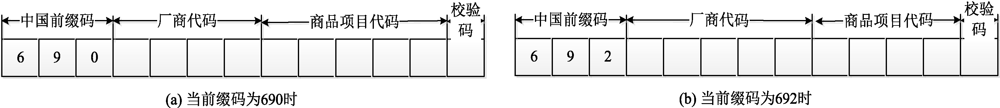 中国前缀码 厂商代码 商品项目代码 校验码
6 9 0
(a) 当前缀码为690时
中国前缀码 厂商代码 商品项目代码 校验码
6 9 2
(b) 当前缀码为692时